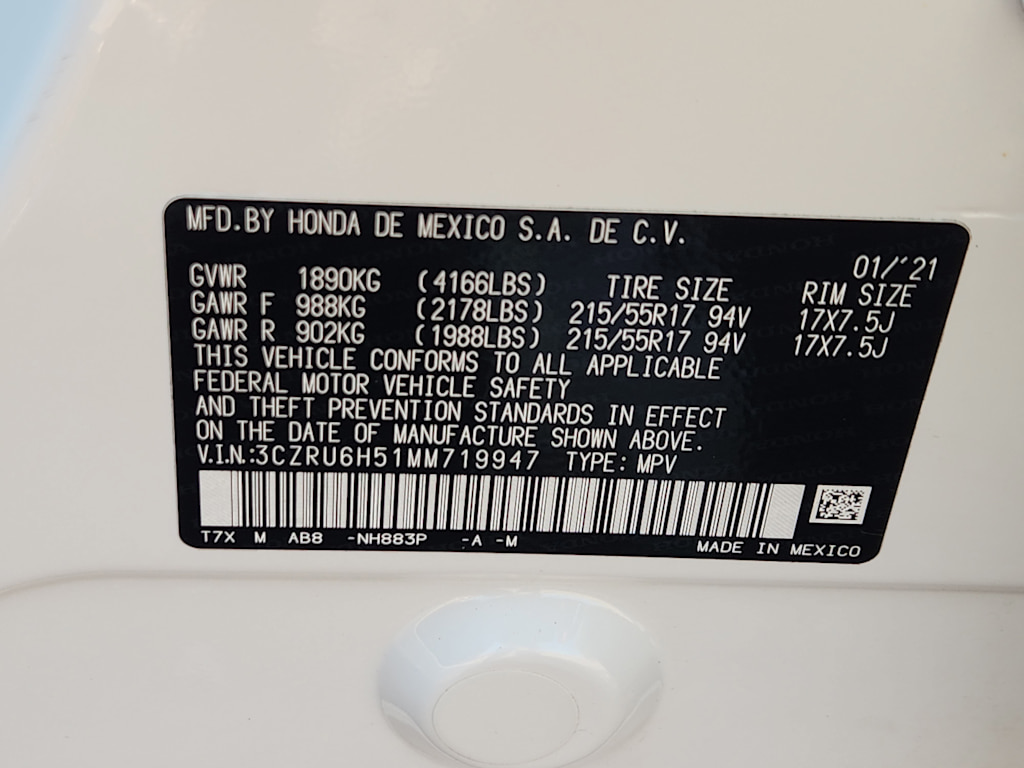 MFD.BY HONDA DE MEXICO S.A. DE C.V.
01/'21
GVWR 1890KG (4166LBS) TIRE SIZE RIM SIZE
GAWR F 988KG (2178LBS) 215/55R17 94V 17X7.5J
GAWR R 902KG (1988LBS) 215/55R17 94V 17X7.5J
THIS VEHICLE CONFORMS TO ALL APPLICABLE
FEDERAL MOTOR VEHICLE SAFETY
AND THEFT PREVENTION STANDARDS IN EFFECT
ON THE DATE OF MANUFACTURE SHOWN ABOVE.
V.I.N.:3CZRU6H51MM719947 TYPE: MPV
T7X M AB8 -NH883P -A -M
MADE IN MEXICO